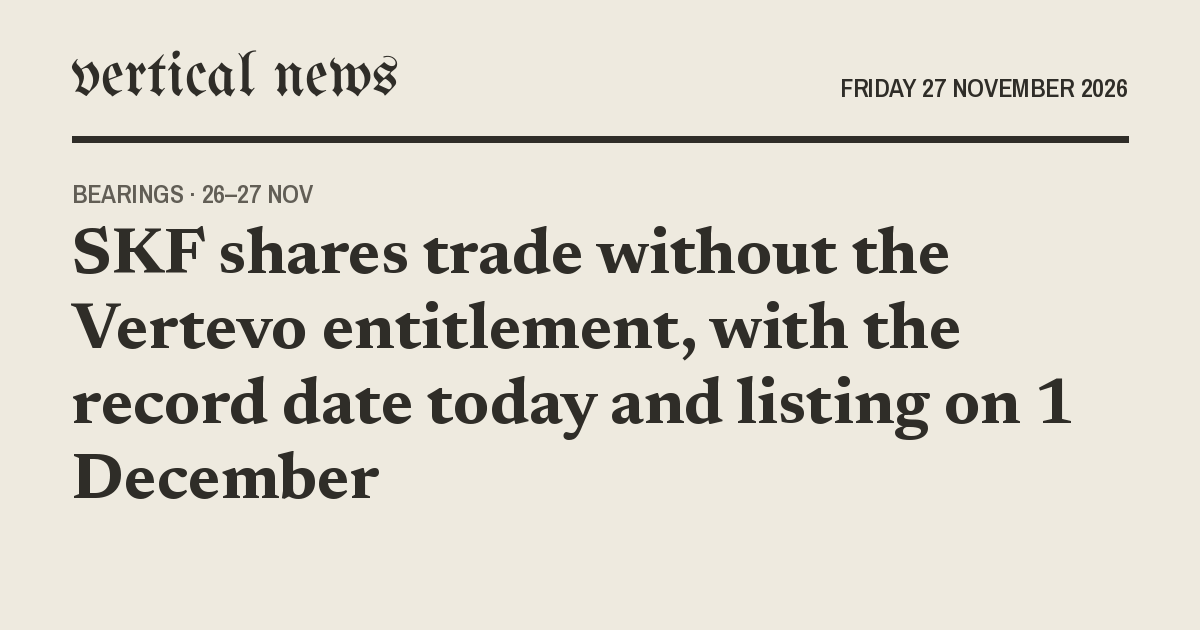 vertical news
FRIDAY 27 NOVEMBER 2026
BEARINGS · 26–27 NOV
SKF shares trade without the
Vertevo entitlement, with the
record date today and listing on 1
December